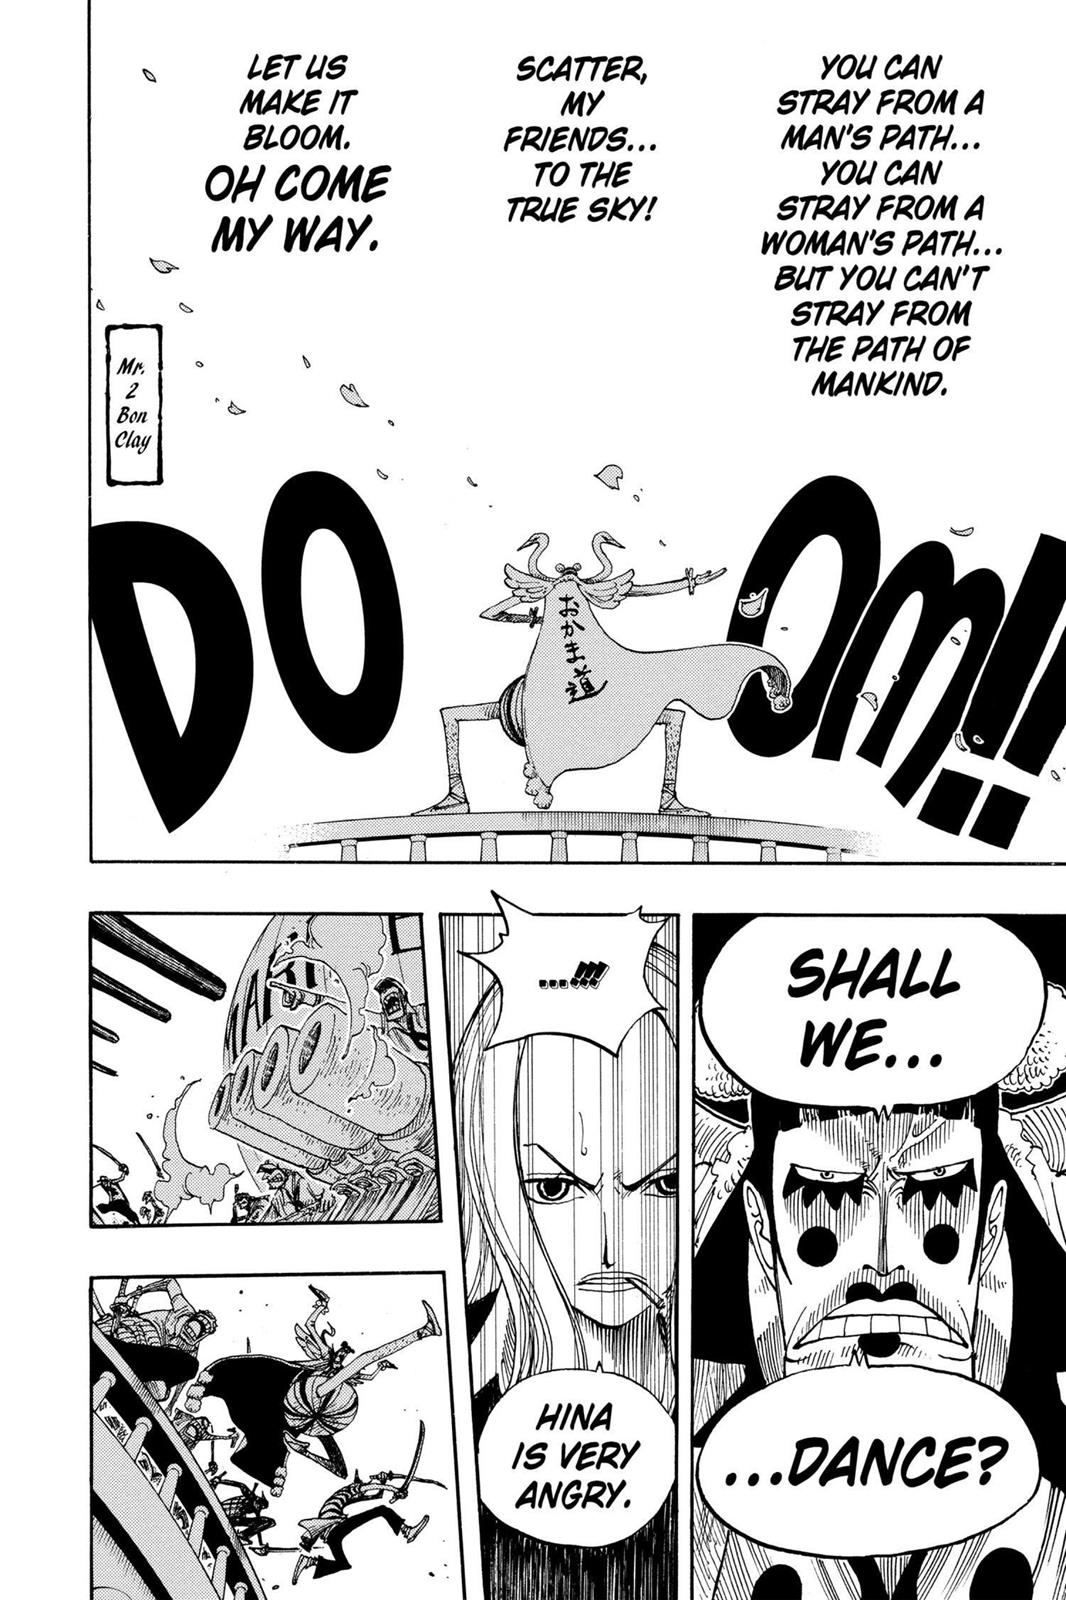 YOU CAN
STRAY FROM A
MAN'S PATH...
YOU CAN
STRAY FROM A
WOMAN'S PATH...
BUT YOU CAN'T
STRAY FROM
THE PATH OF
MANKIND.
SCATTER,
MY
FRIENDS...
TO THE
TRUE SKY!
LET US
MAKE IT
BLOOM.
OH COME
MY WAY.
Mr.
2
Bon
Clay
DOOM!!
おかま道
SHALL
WE...
...DANCE?
...!!!
HINA
IS VERY
ANGRY.